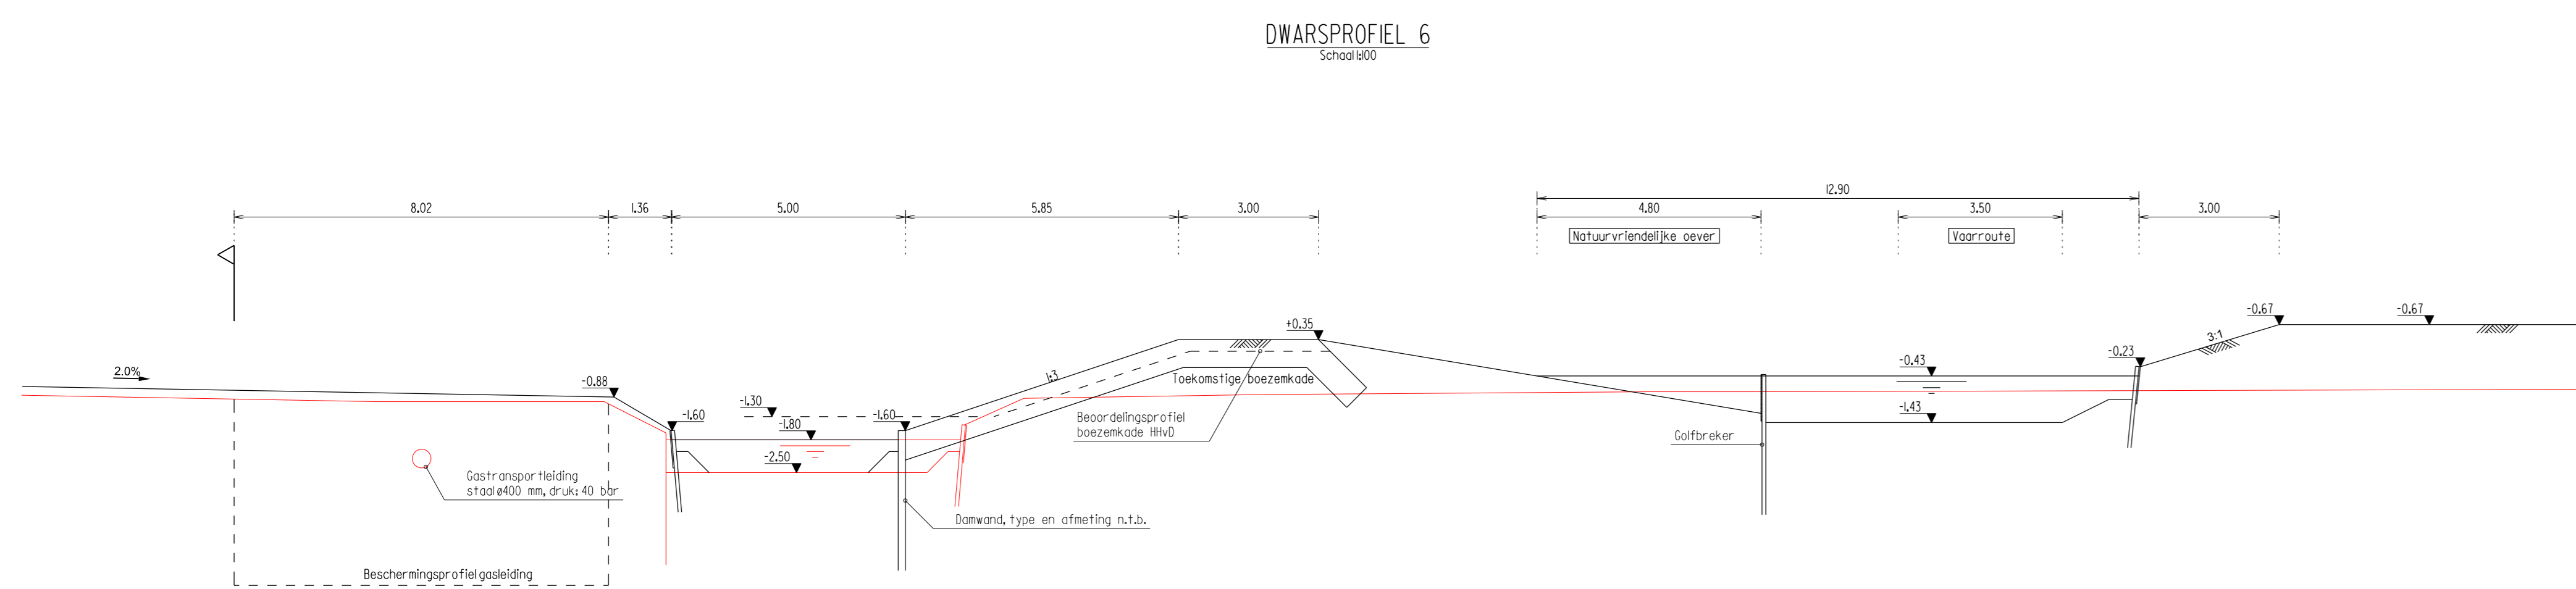 DWARSPROFIEL 6
Schaal 1:100
12.90
8.02
1.36
5.00
5.85
3.00
4.80
3.50
3.00
Natuurvriendelijke oever
Vaarroute
-0.67
-0.67
+0.35
3:1
-0.23
-0.43
2.0%
-0.88
1:3
Toekomstige boezemkade
-1.30
-1.60
-1.60
-1.80
-1.43
Beoordelingsprofiel
boezemkade HHvD
Golfbreker
-2.50
Gastransportleiding
staal ø400 mm, druk: 40 bar
Damwand, type en afmeting n.t.b.
Beschermingsprofiel gasleiding